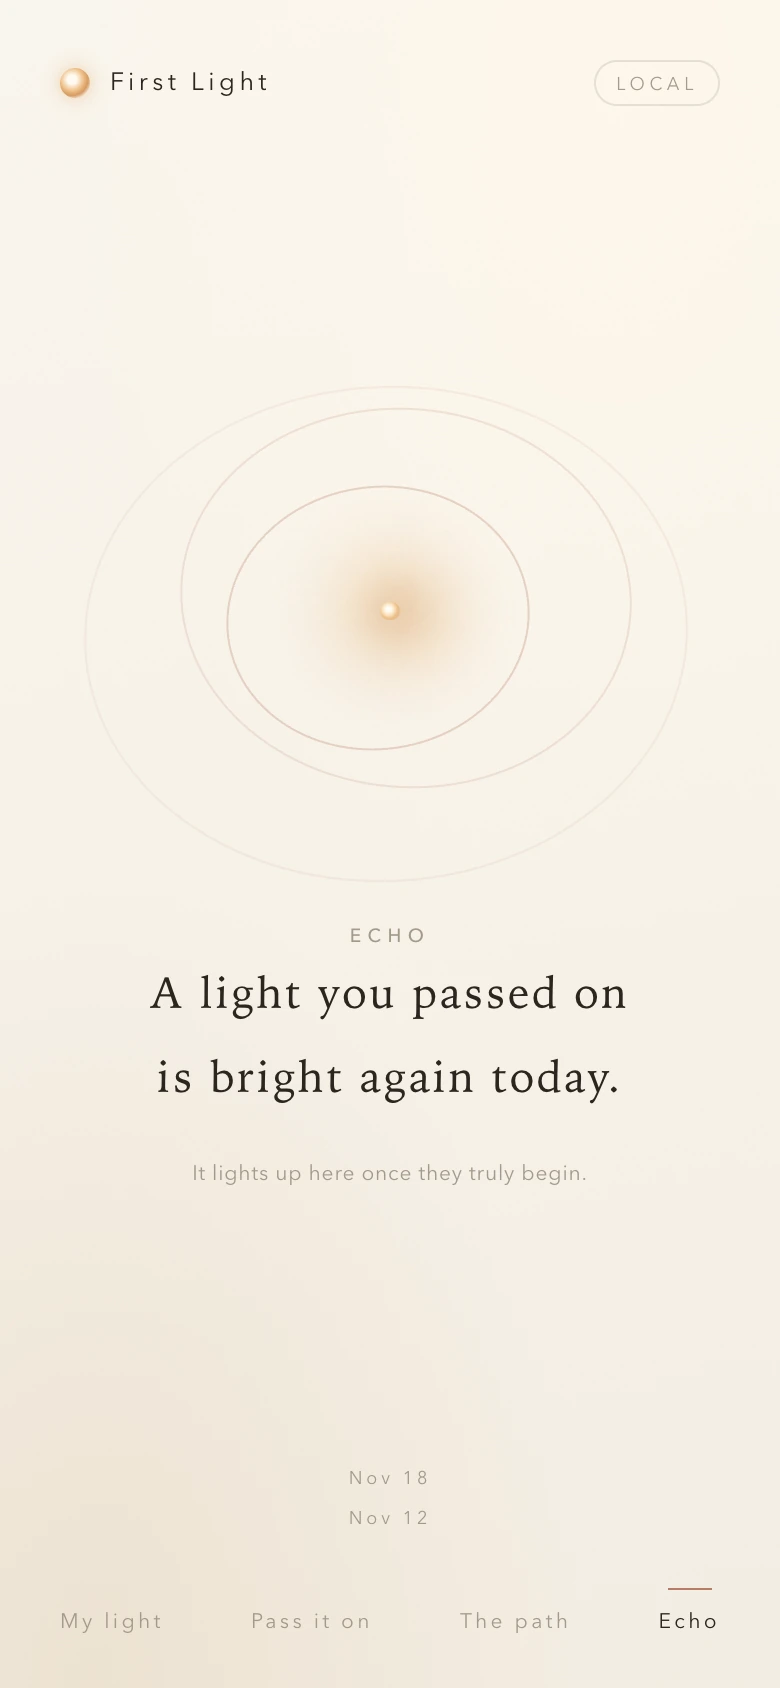 First Light
LOCAL
ECHO
A light you passed on
is bright again today.
It lights up here once they truly begin.
Nov 18
Nov 12
My light
Pass it on
The path
Echo